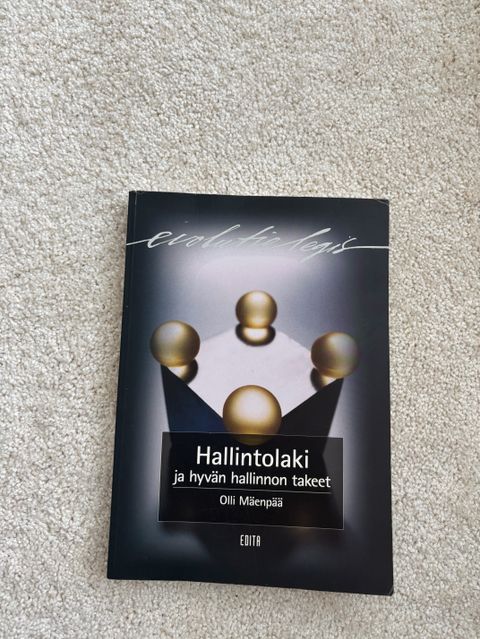 evolutio legis
Hallintolaki
ja hyvän hallinnon takeet
Olli Mäenpää
EDITA